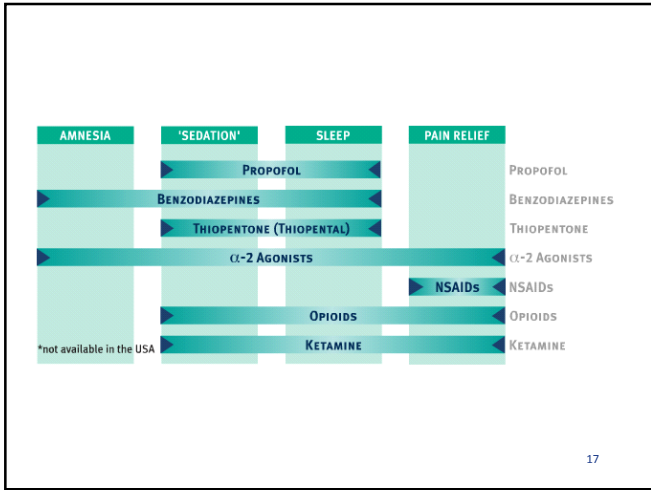 AMNESIA 'SEDATION' SLEEP PAIN RELIEF
PROPOFOL PROPOFOL
BENZODIAZEPINES BENZODIAZEPINES
THIOPENTONE (THIOPENTAL) THIOPENTONE
α-2 AGONISTS α-2 AGONISTS
NSAIDs NSAIDs
OPIOIDS OPIOIDS
*not available in the USA KETAMINE KETAMINE
17